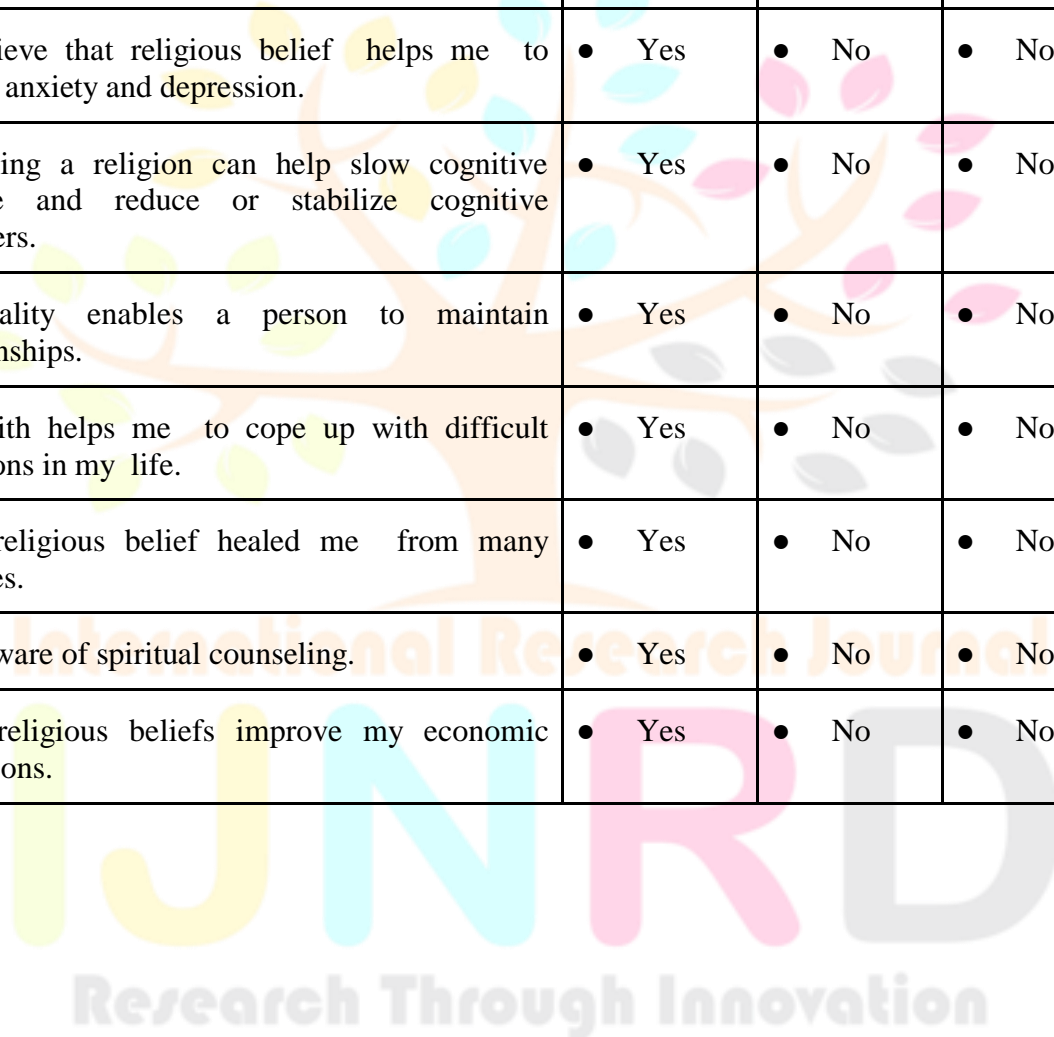 ieve that religious belief helps me to ● Yes ● No ● No
anxiety and depression.
ing a religion can help slow cognitive ● Yes ● No ● No
e and reduce or stabilize cognitive
ers.
ality enables a person to maintain ● Yes ● No ● No
nships.
ith helps me to cope up with difficult ● Yes ● No ● No
ons in my life.
religious belief healed me from many ● Yes ● No ● No
es.
ware of spiritual counseling. ● Yes ● No ● No
religious beliefs improve my economic ● Yes ● No ● No
ons.
International Research Journal
IJNRD
Research Through Innovation